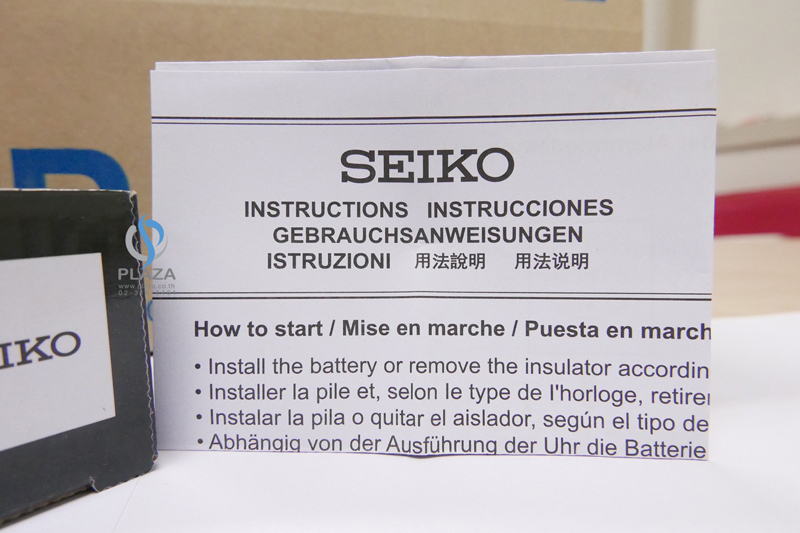 SEIKO
INSTRUCTIONS INSTRUCCIONES
GEBRAUCHSANWEISUNGEN
ISTRUZIONI 用法說明 用法说明
How to start / Mise en marche / Puesta en march
• Install the battery or remove the insulator accordin
• Installer la pile et, selon le type de l'horloge, retirer
• Instalar la pila o quitar el aislador, según el tipo de
• Abhängig von der Ausführung der Uhr die Batterie
IKO
PLAZA